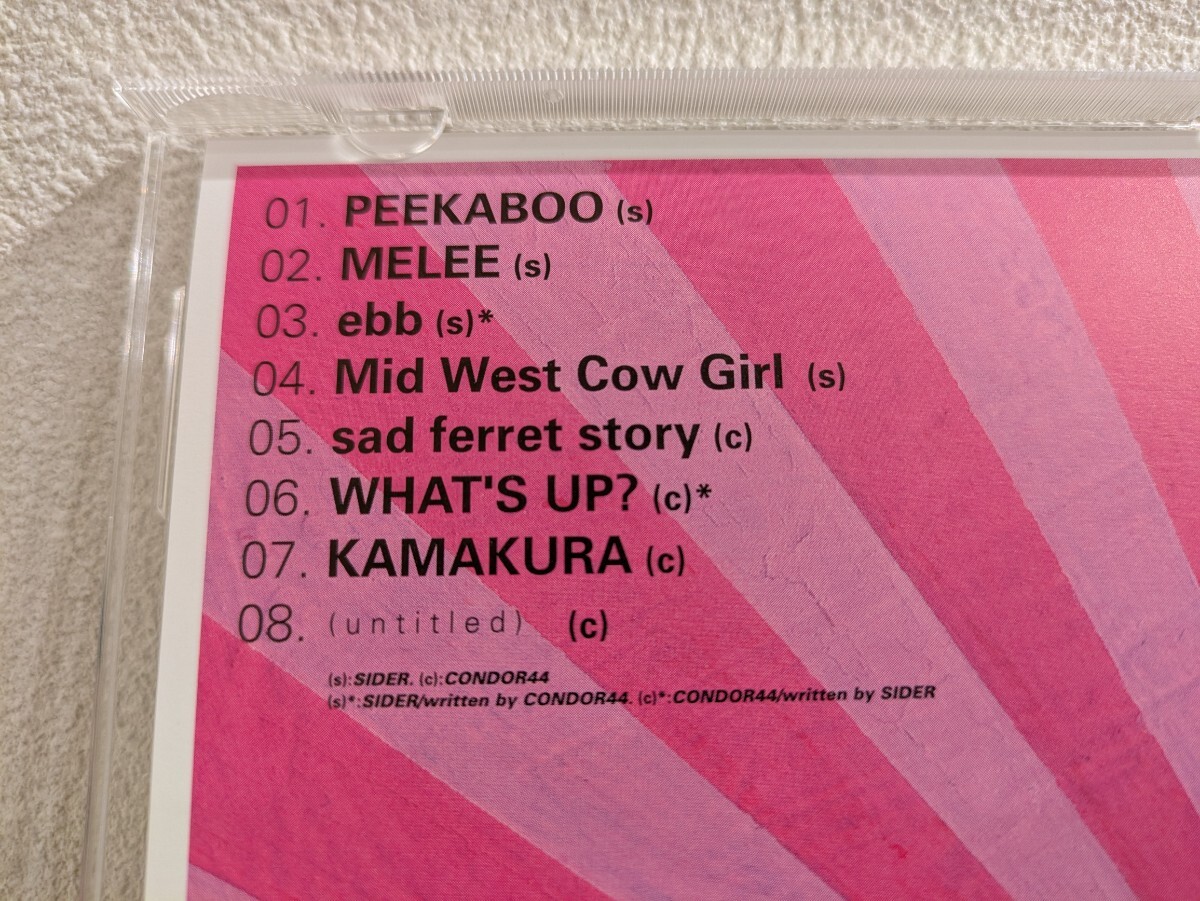 01. PEEKABOO (s)
02. MELEE (s)
03. ebb (s)*
04. Mid West Cow Girl (s)
05. sad ferret story (c)
06. WHAT'S UP? (c)*
07. KAMAKURA (c)
08. (untitled) (c)
(s):SIDER. (c):CONDOR44
(s)*:SIDER/written by CONDOR44. (c)*:CONDOR44/written by SIDER